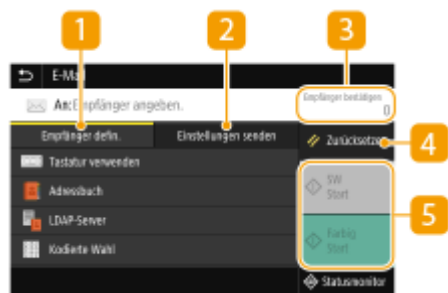 1
2
3
E-Mail
An: Empfänger angeben.
Empfänger bestätigen
0
Empfänger defin.
Einstellungen senden
Zurücksetzen
4
Tastatur verwenden
Adressbuch
LDAP-Server
Kodierte Wahl
SW
Start
Farbig
Start
5
Statusmonitor